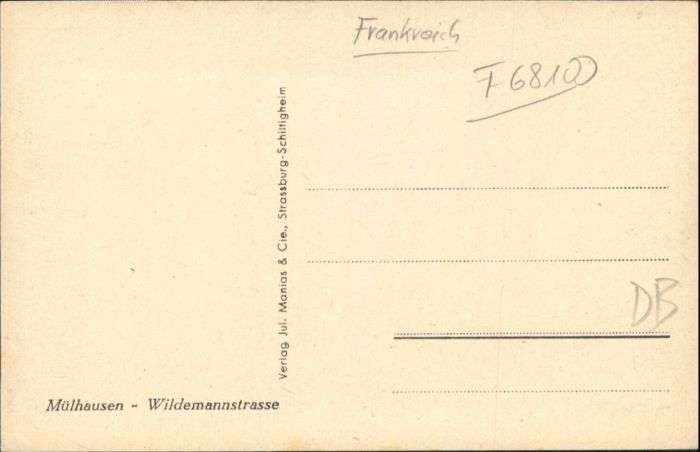 Frankreich
F 68100
Verlag Jul. Manias & Cie., Strassburg-Schiltigheim
DB
Mülhausen - Wildemannstrasse